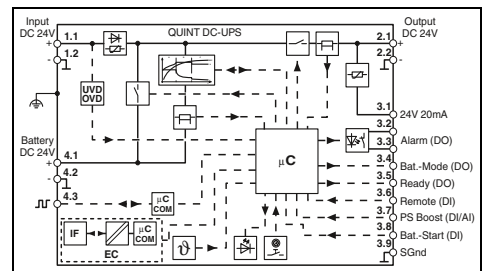 Input
DC 24V
QUINT DC-UPS
Output
DC 24V
1.1
+
1.2
-
2.1
+
2.2
-
UVD
OVD
3.1
24V 20mA
3.2
3.3
Alarm (DO)
Battery
DC 24V
µC
4.1
+
3.4
Bat.-Mode (DO)
4.2
-
3.5
Ready (DO)
4.3
µC
COM
3.6
Remote (DI)
3.7
PS Boost (DI/AI)
IF
µC
COM
EC
ϑ
3.8
Bat.-Start (DI)
3.9
SGnd